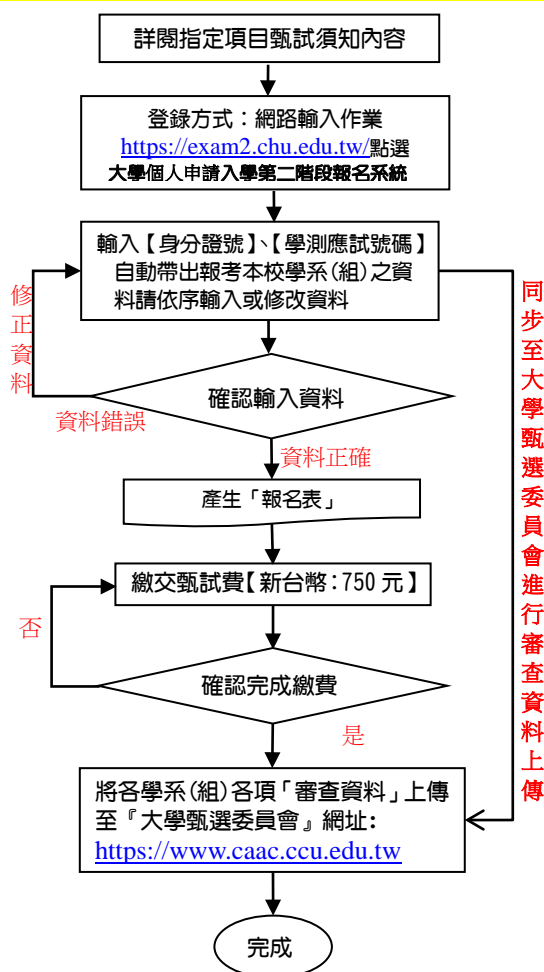 詳閱指定項目甄試須知內容
登錄方式：網路輸入作業
https://exam2.chu.edu.tw/點選
大學個人申請入學第二階段報名系統
輸入【身分證號】、【學測應試號碼】
自動帶出報考本校學系(組)之資
料請依序輸入或修改資料
修正資料
確認輸入資料
資料錯誤
資料正確
產生「報名表」
繳交甄試費【新台幣：750 元】
否
確認完成繳費
是
將各學系(組)各項「審查資料」上傳
至『大學甄選委員會』網址：
https://www.caac.ccu.edu.tw
同步至大學甄選委員會進行審查資料上傳
完成